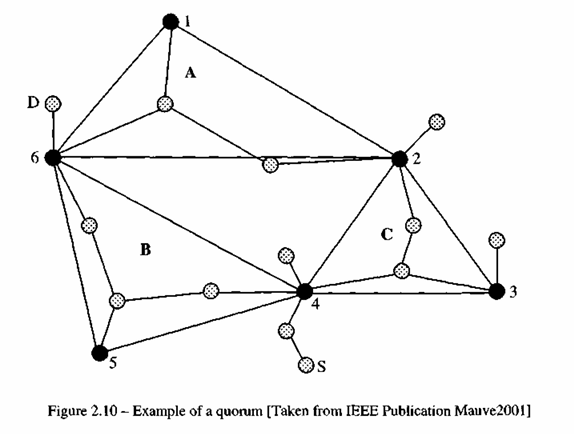 1
A
D
6
2
C
B
4
3
5
S
Figure 2.10 – Example of a quorum [Taken from IEEE Publication Mauve2001]